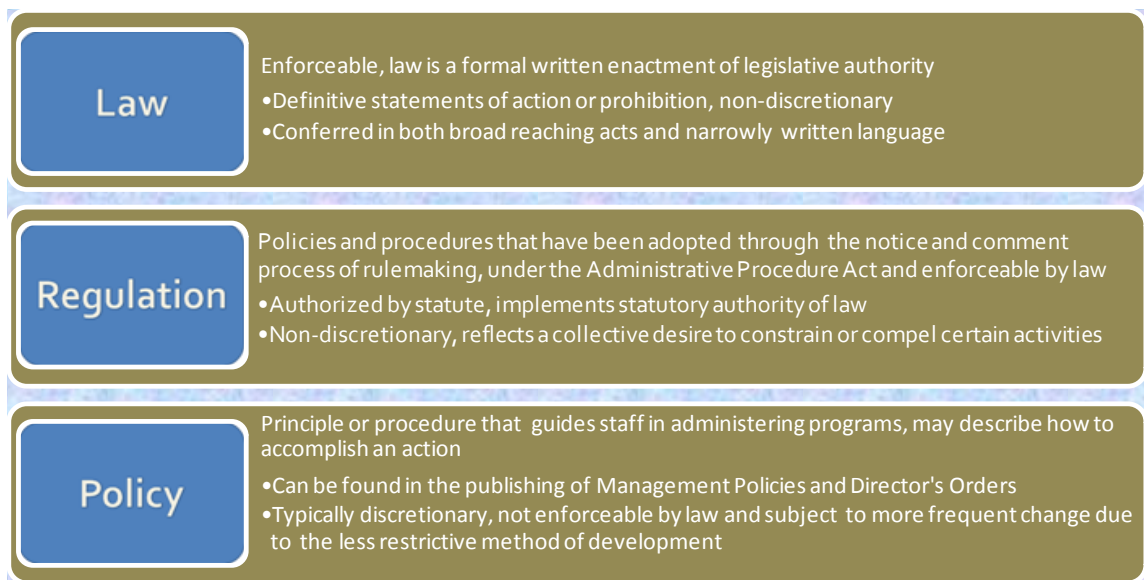 Law
Enforceable, law is a formal written enactment of legislative authority
•Definitive statements of action or prohibition, non-discretionary
•Conferred in both broad reaching acts and narrowly written language
Regulation
Policies and procedures that have been adopted through the notice and comment
process of rulemaking, under the Administrative Procedure Act and enforceable by law
•Authorized by statute, implements statutory authority of law
•Non-discretionary, reflects a collective desire to constrain or compel certain activities
Policy
Principle or procedure that guides staff in administering programs, may describe how to
accomplish an action
•Can be found in the publishing of Management Policies and Director's Orders
•Typically discretionary, not enforceable by law and subject to more frequent change due
to the less restrictive method of development